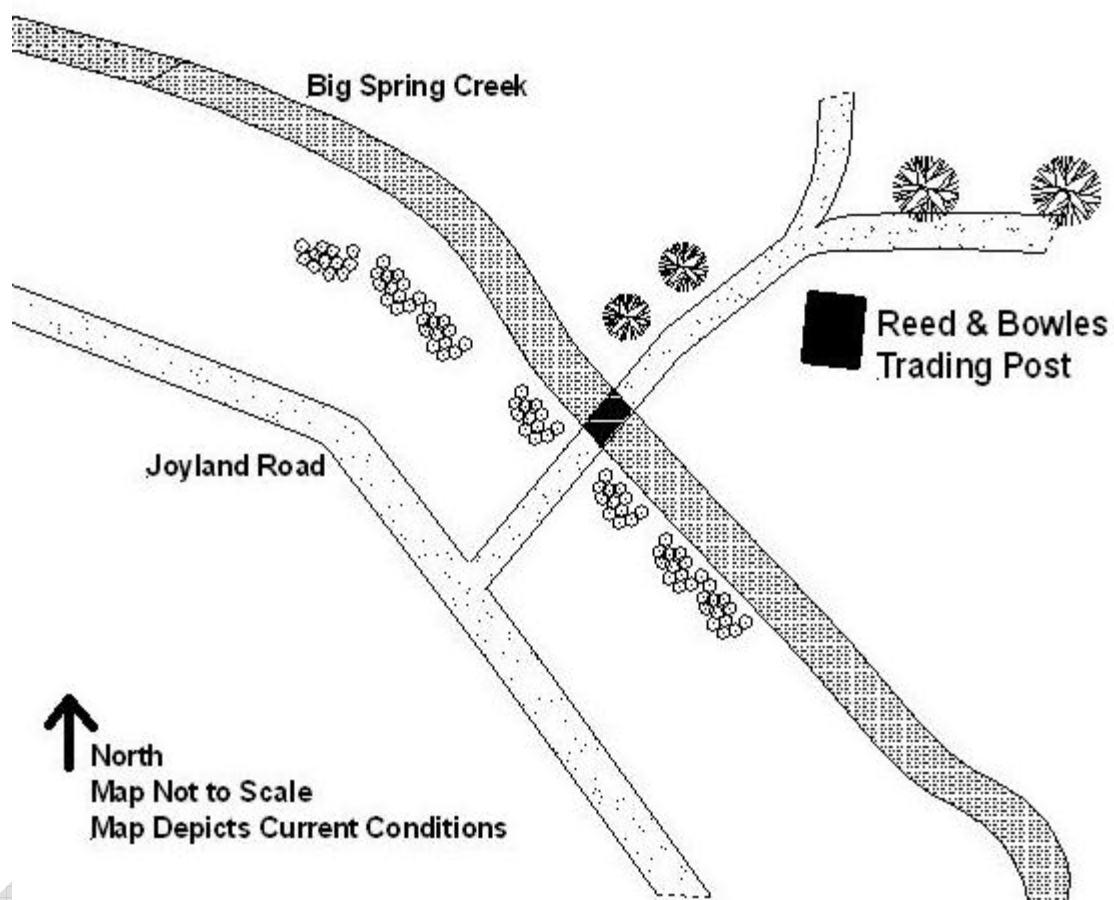 Big Spring Creek
Reed & Bowles
Trading Post
Joyland Road
North
Map Not to Scale
Map Depicts Current Conditions